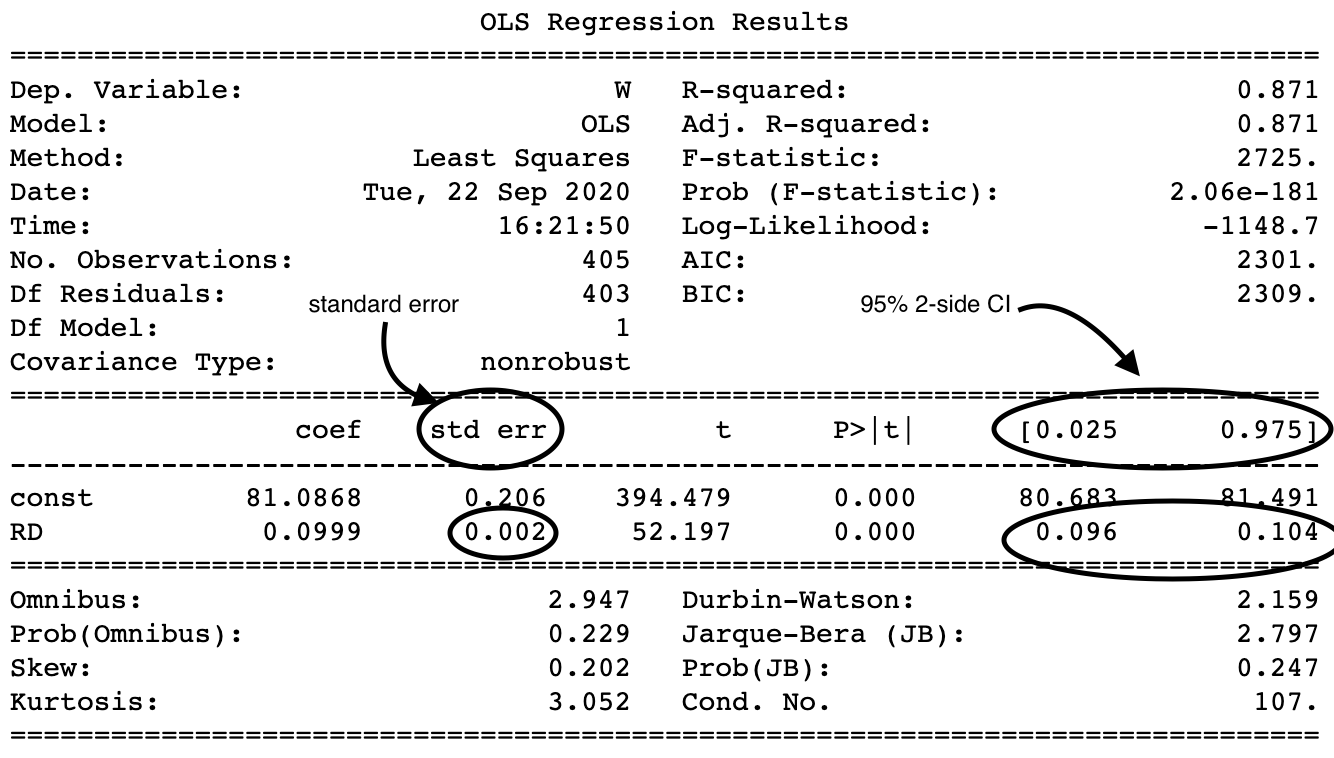 OLS Regression Results
==============================================================================
Dep. Variable: W R-squared: 0.871
Model: OLS Adj. R-squared: 0.871
Method: Least Squares F-statistic: 2725.
Date: Tue, 22 Sep 2020 Prob (F-statistic): 2.06e-181
Time: 16:21:50 Log-Likelihood: -1148.7
No. Observations: 405 AIC: 2301.
Df Residuals: 403 BIC: 2309.
standard error 95% 2-side CI
Df Model: 1
Covariance Type: nonrobust
==============================================================================
coef std err t P>|t| [0.025 0.975]
------------------------------------------------------------------------------
const 81.0868 0.206 394.479 0.000 80.683 81.491
RD 0.0999 0.002 52.197 0.000 0.096 0.104
==============================================================================
Omnibus: 2.947 Durbin-Watson: 2.159
Prob(Omnibus): 0.229 Jarque-Bera (JB): 2.797
Skew: 0.202 Prob(JB): 0.247
Kurtosis: 3.052 Cond. No. 107.
==============================================================================